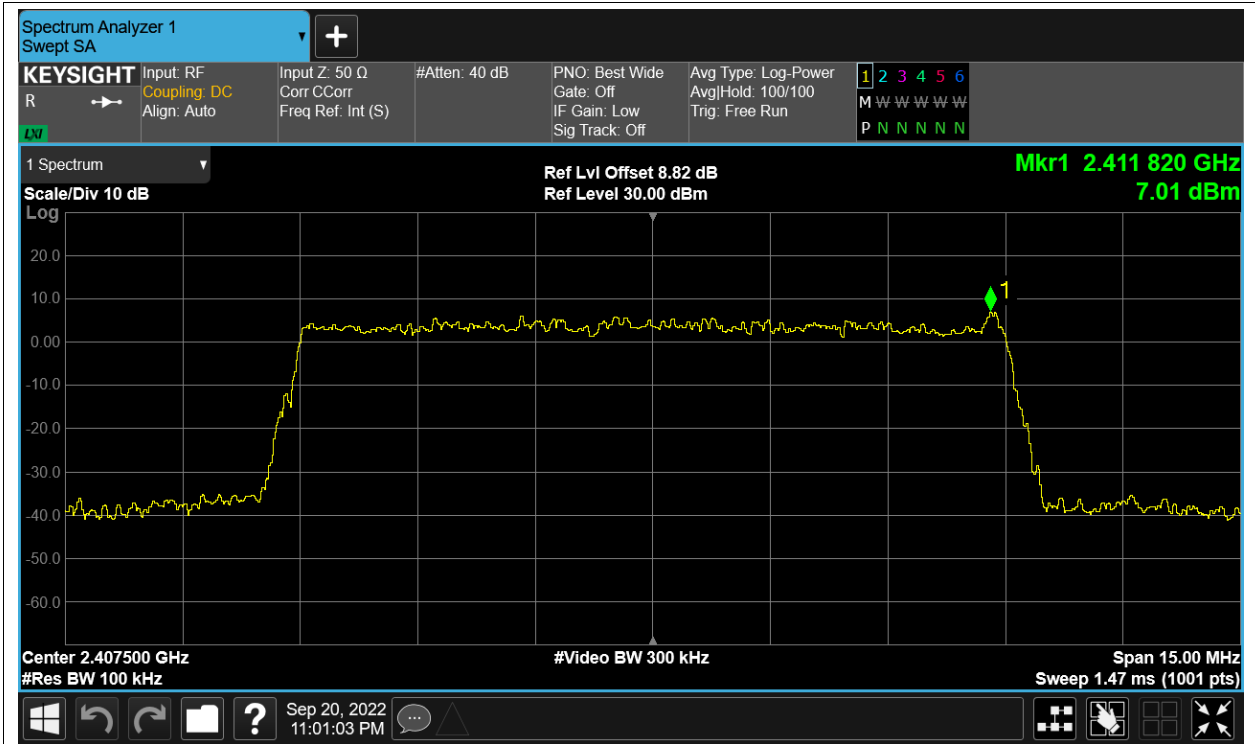 Spectrum Analyzer 1
Swept SA
KEYSIGHT
R
LXI
Input: RF
Coupling: DC
Align: Auto
Input Z: 50 Ω
Corr CCorr
Freq Ref: Int (S)
#Atten: 40 dB
PNO: Best Wide
Gate: Off
IF Gain: Low
Sig Track: Off
Avg Type: Log-Power
Avg|Hold: 100/100
Trig: Free Run
1 2 3 4 5 6
M W W W W W
P N N N N N
1 Spectrum
Scale/Div 10 dB
Log
Ref Lvl Offset 8.82 dB
Ref Level 30.00 dBm
Mkr1 2.411 820 GHz
7.01 dBm
20.0
10.0
0.00
-10.0
-20.0
-30.0
-40.0
-50.0
-60.0
1
Center 2.407500 GHz
#Res BW 100 kHz
#Video BW 300 kHz
Span 15.00 MHz
Sweep 1.47 ms (1001 pts)
?
Sep 20, 2022
11:01:03 PM